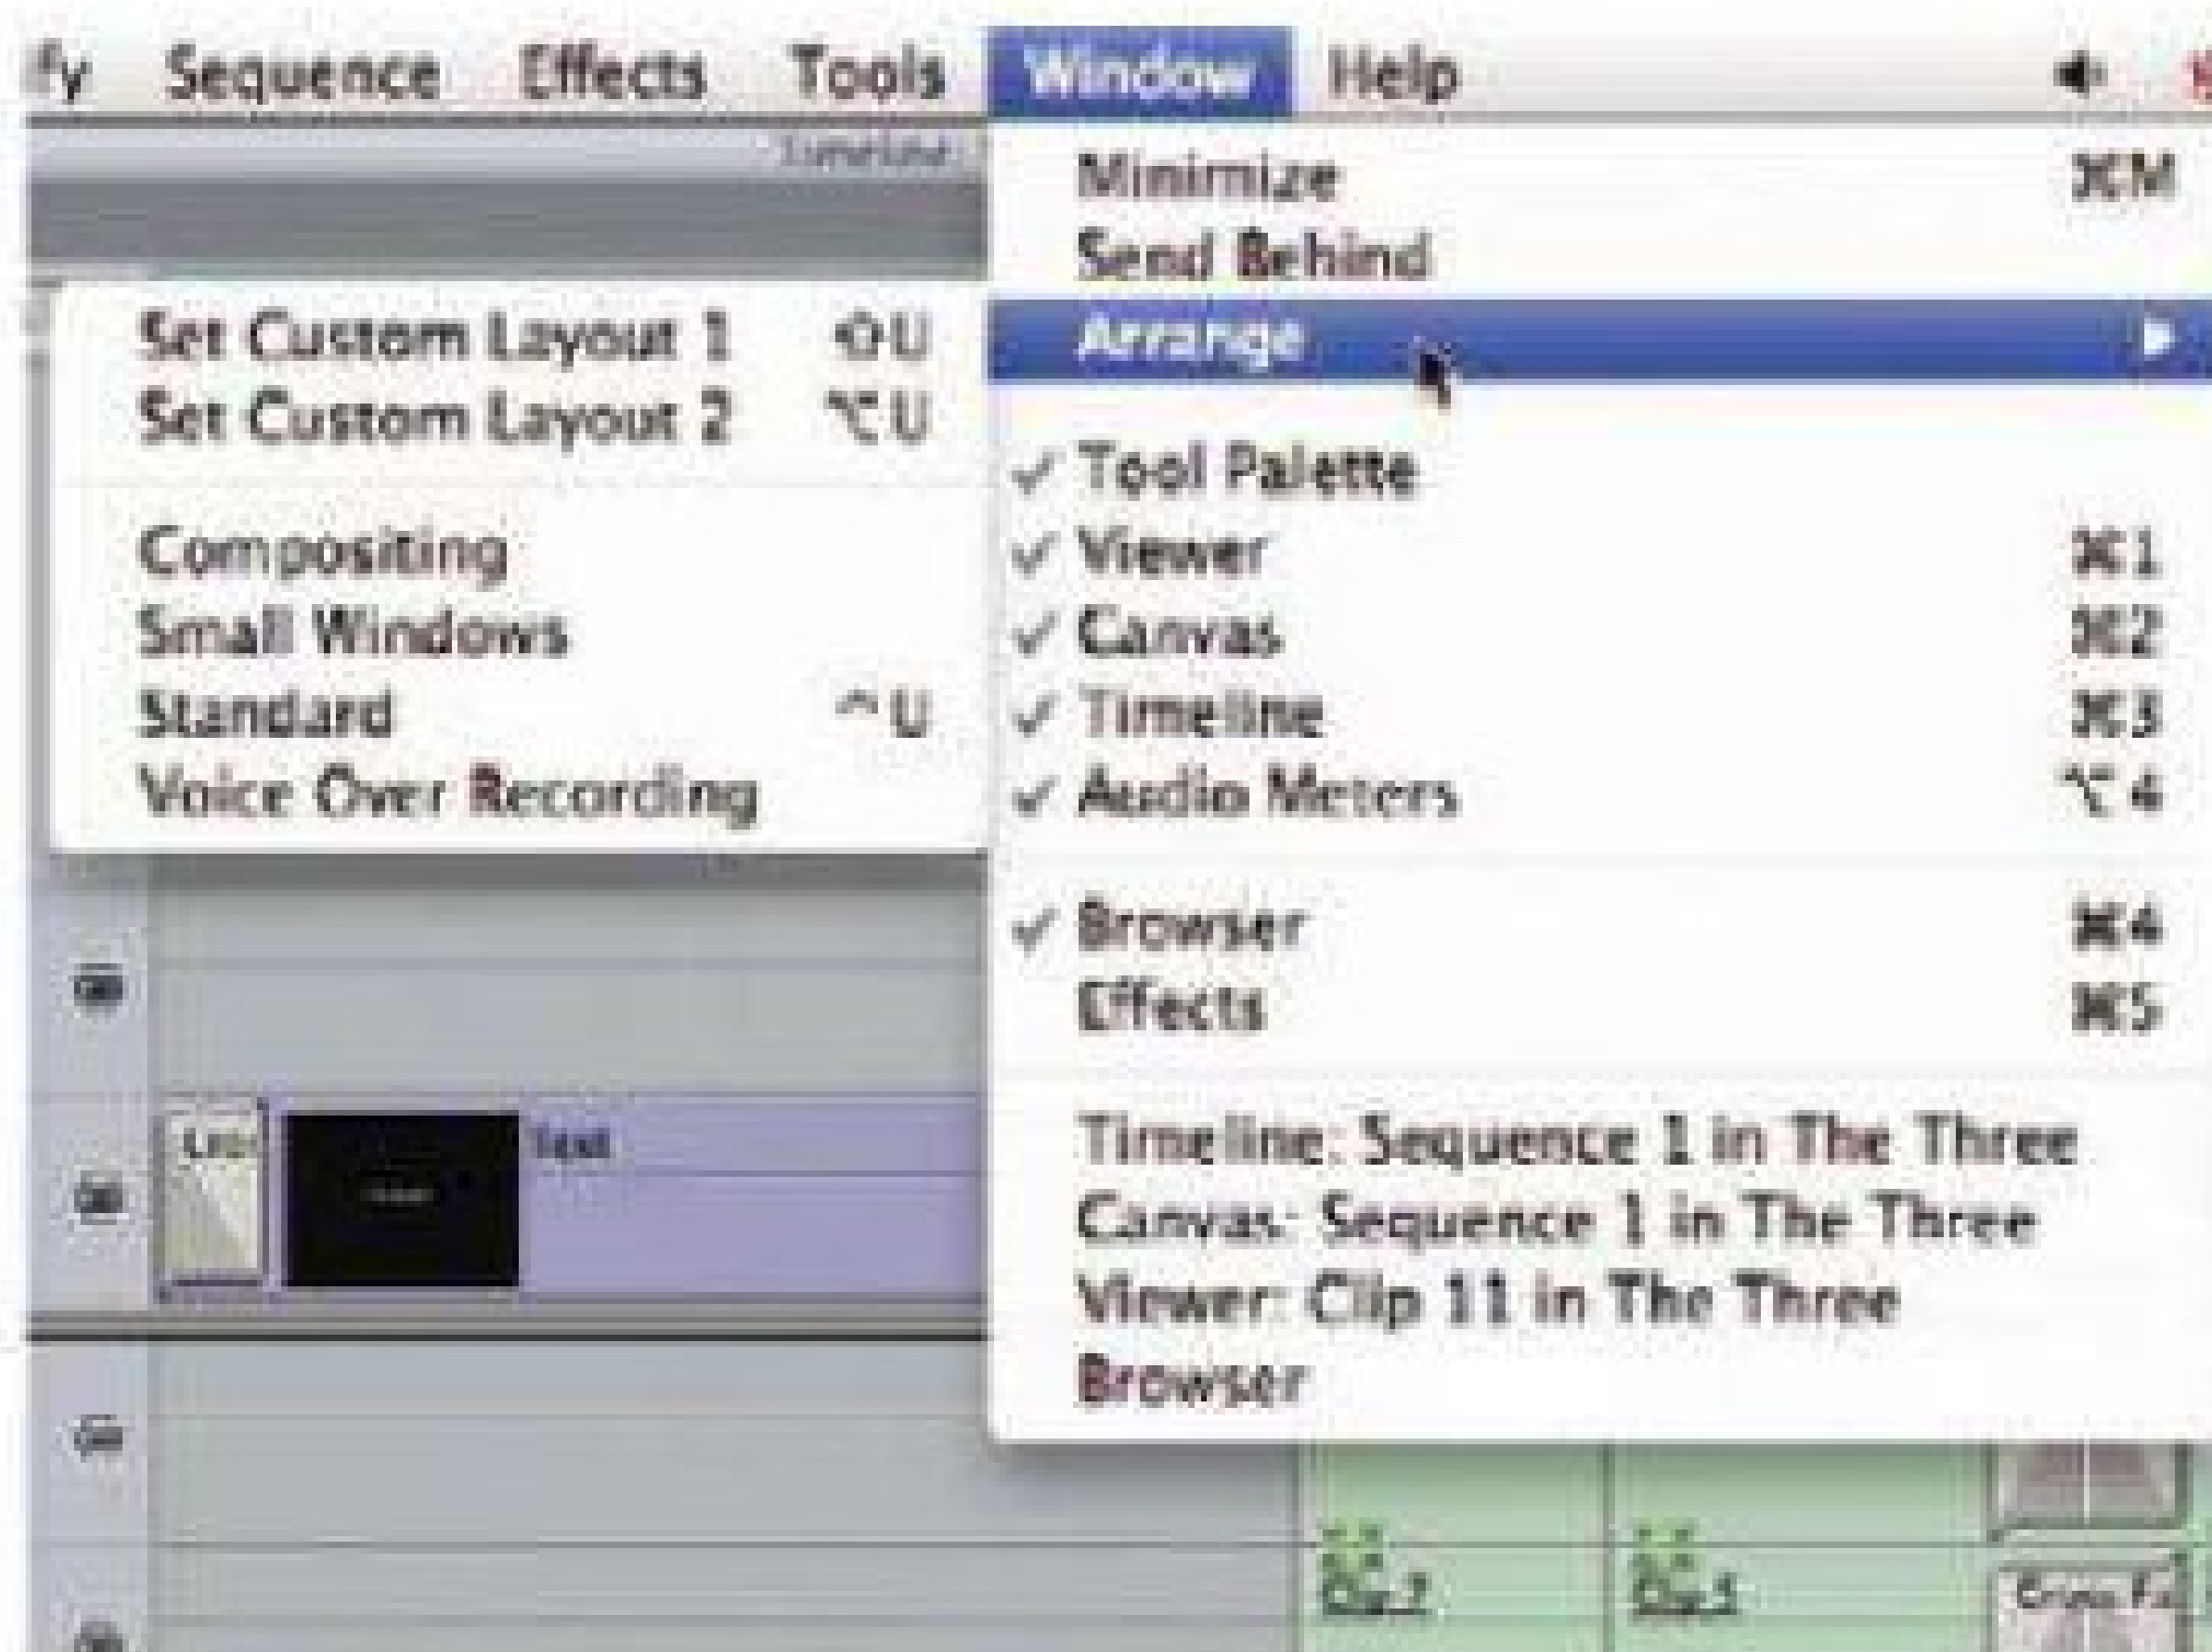 fy Sequence Effects Tools Window Help
Timeline
Minimize ⌘M
Send Behind
Arrange
Set Custom Layout 1 ⇧U
Set Custom Layout 2 ⌥U
Compositing
Small Windows
Standard ^U
Voice Over Recording
✓ Tool Palette
✓ Viewer ⌘1
✓ Canvas ⌘2
✓ Timeline ⌘3
✓ Audio Meters ⌥4
✓ Browser ⌘4
Effects ⌘5
Timeline: Sequence 1 in The Three
Canvas: Sequence 1 in The Three
Viewer: Clip 11 in The Three
Browser
Text